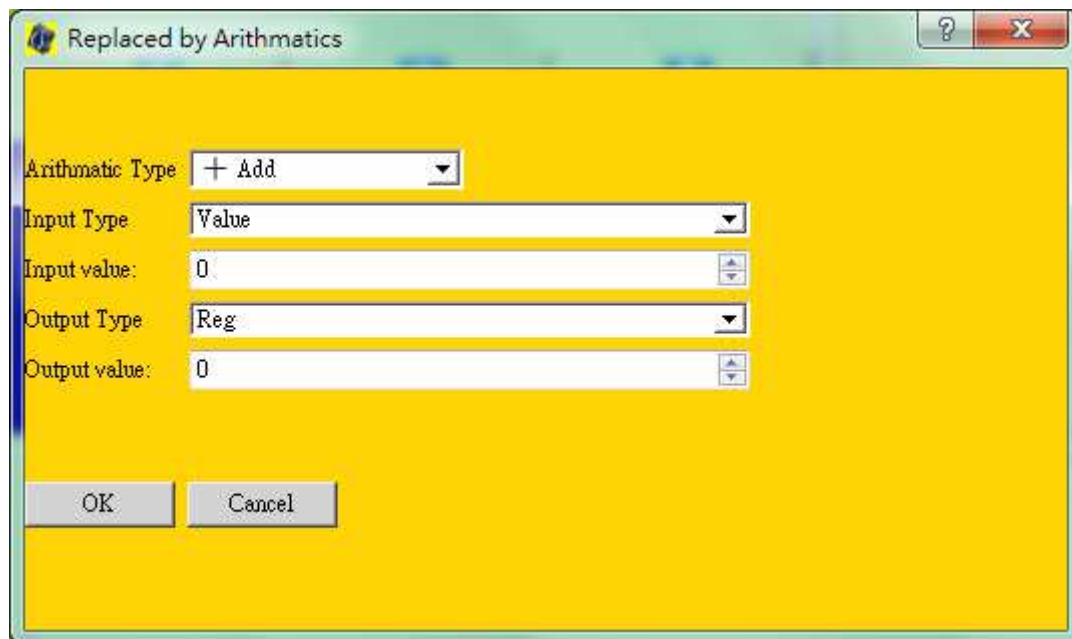 Replaced by Arithmatics
Arithmatic Type + Add
Input Type Value
Input value: 0
Output Type Reg
Output value: 0
OK Cancel